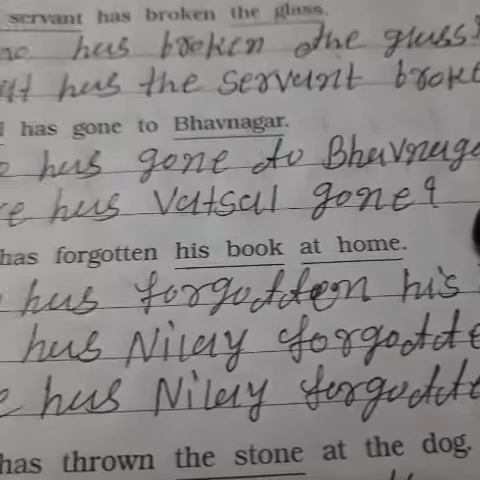 servant has broken the glass.
has broken the glass?
has the servant broke
has gone to Bhavnagar.
has gone to Bhavnaga
has Vatsal gone?
has forgotten his book at home.
has forgotten his
has Nilay forgotte
has Nilay forgotte
has thrown the stone at the dog.